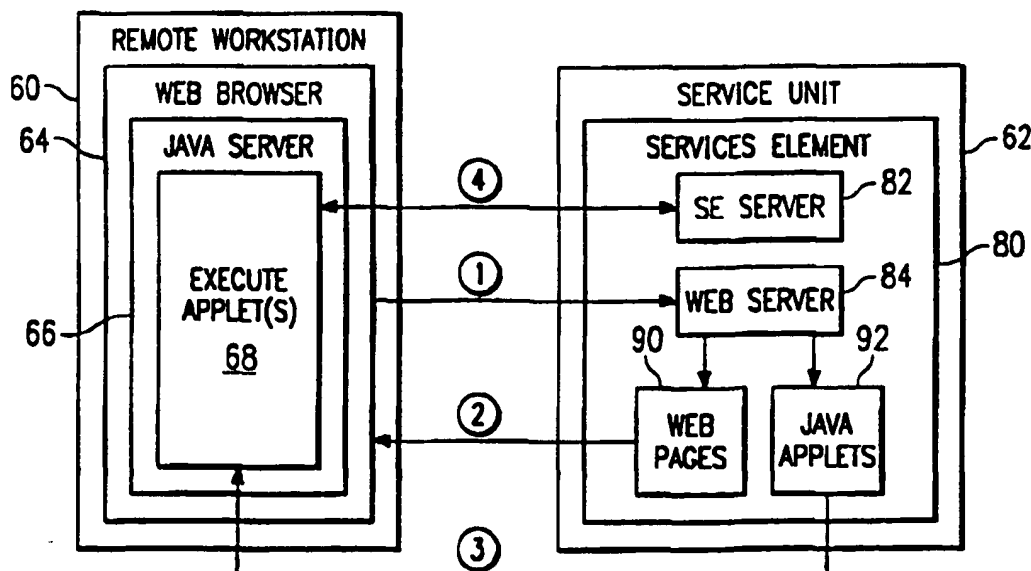 REMOTE WORKSTATION
60
WEB BROWSER
64
JAVA SERVER
EXECUTE
APPLET(S)
68
66
4
1
2
3
SERVICE UNIT
62
SERVICES ELEMENT
SE SERVER
82
80
WEB SERVER
84
90
92
WEB
PAGES
JAVA
APPLETS